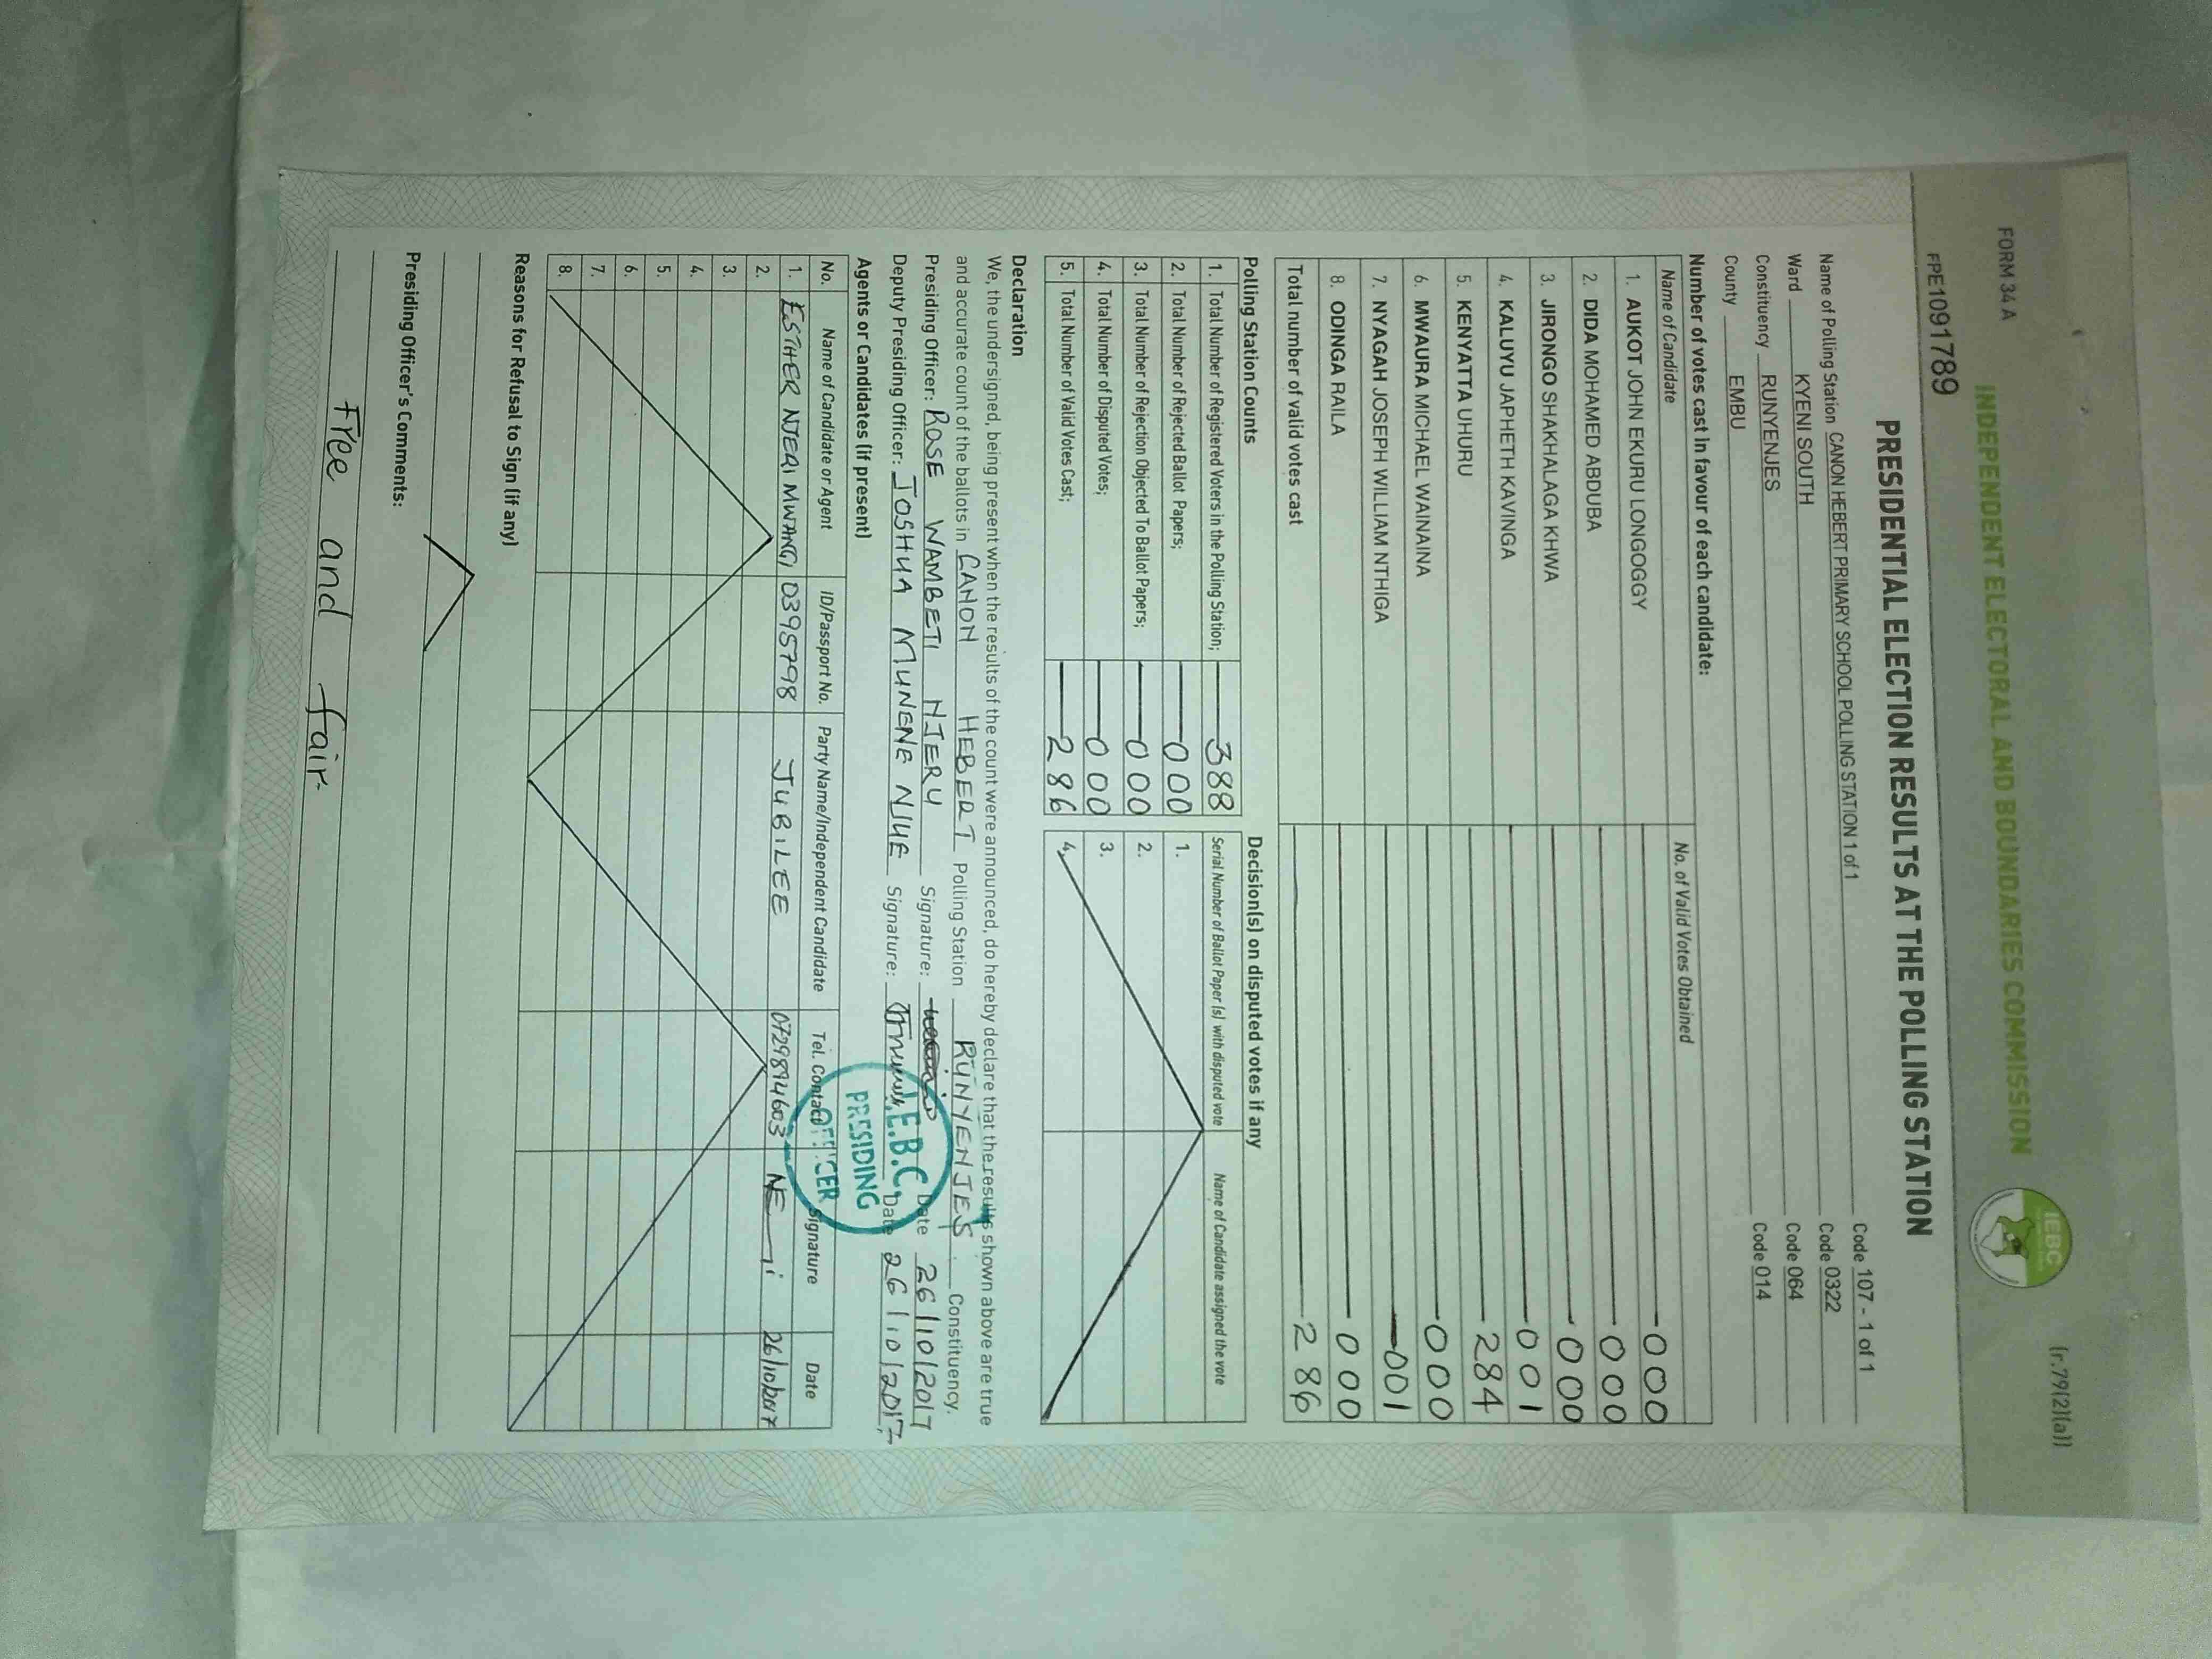 FORM 34 A
(r.79(2)(a))
INDEPENDENT ELECTORAL AND BOUNDARIES COMMISSION
IEBC
FPE1091789
PRESIDENTIAL ELECTION RESULTS AT THE POLLING STATION
Name of Polling Station CANON HEBERT PRIMARY SCHOOL POLLING STATION 1 of 1 Code 107 - 1 of 1
Ward KYENI SOUTH Code 0322
Constituency RUNYENJES Code 064
County EMBU Code 014
Number of votes cast in favour of each candidate:
Name of Candidate No. of Valid Votes Obtained
1. AUKOT JOHN EKURU LONGOGGY 000
2. DIDA MOHAMED ABDUBA 000
3. JIRONGO SHAKHALAGA KHWA 000
4. KALUYU JAPHETH KAVINGA 001
5. KENYATTA UHURU 284
6. MWAURA MICHAEL WAINAINA 000
7. NYAGAH JOSEPH WILLIAM NTHIGA 001
8. ODINGA RAILA 000
Total number of valid votes cast 286
Polling Station Counts
1. Total Number of Registered Voters in the Polling Station; 388
2. Total Number of Rejected Ballot Papers; 000
3. Total Number of Rejection Objected To Ballot Papers; 000
4. Total Number of Disputed Votes; 000
5. Total Number of Valid Votes Cast; 286
Decision(s) on disputed votes if any
Serial Number of Ballot Paper (s) with disputed vote Name of Candidate assigned the vote
1.
2.
3.
4.
Declaration
We, the undersigned, being present when the results of the count were announced, do hereby declare that the results shown above are true
and accurate count of the ballots in CANON HEBERT Polling Station RUNYENJES. Constituency.
Presiding Officer: ROSE WAMBETI NJERU Signature: Date 26/10/2017
Deputy Presiding Officer: JOSHUA MUNENE NJUE Signature: Date 26/10/2017
I.E.B.C.
PRESIDING
OFFICER
Agents or Candidates (if present)
No. Name of Candidate or Agent ID/Passport No. Party Name/Independent Candidate Tel. Contact Signature Date
1. ESTHER NJERI MWANGI 03957798 JUBILEE 0729894603 26/10/2017
2.
3.
4.
5.
6.
7.
8.
Reasons for Refusal to Sign (if any)
Presiding Officer's Comments:
Free and fair